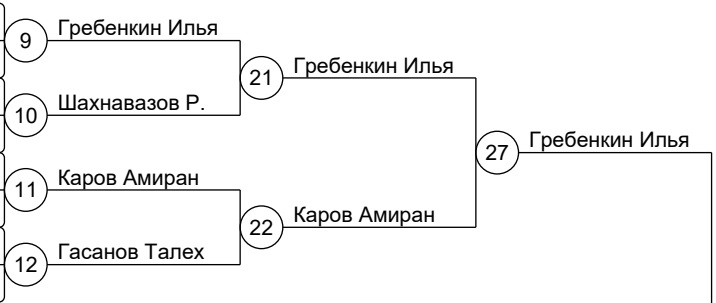 9 Гребенкин Илья
21 Гребенкин Илья
10 Шахнавазов Р.
27 Гребенкин Илья
11 Каров Амиран
22 Каров Амиран
12 Гасанов Талех